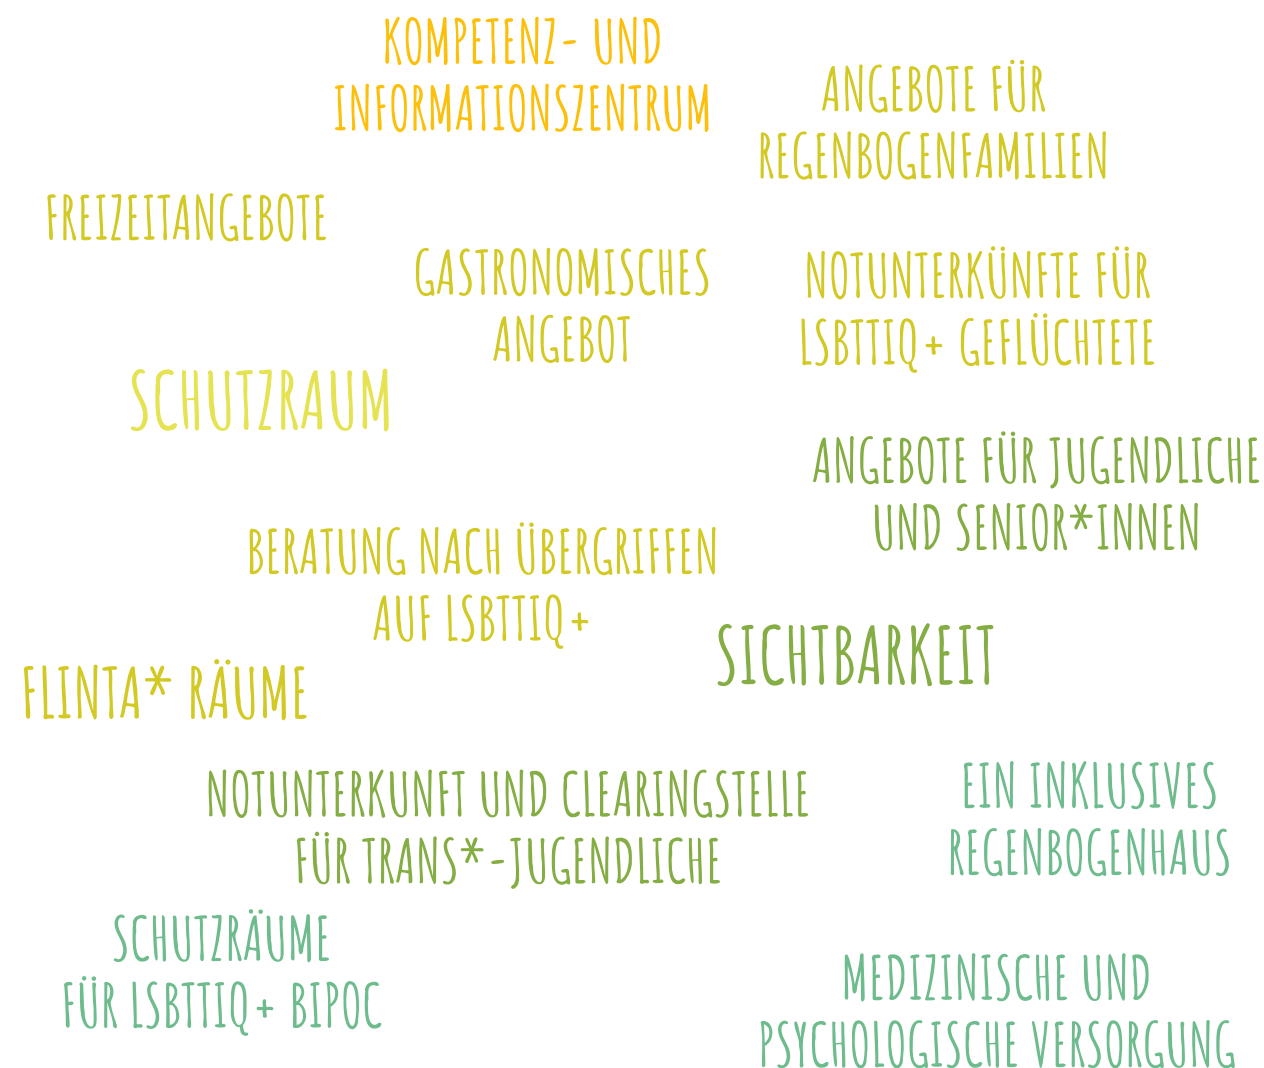 KOMPETENZ- UND
INFORMATIONSZENTRUM
ANGEBOTE FÜR
REGENBOGENFAMILIEN
FREIZEITANGEBOTE
GASTRONOMISCHES
ANGEBOT
NOTUNTERKÜNFTE FÜR
LSBTTIQ+ GEFLÜCHTETE
SCHUTZRAUM
ANGEBOTE FÜR JUGENDLICHE
UND SENIOR*INNEN
BERATUNG NACH ÜBERGRIFFEN
AUF LSBTTIQ+
SICHTBARKEIT
FLINTA* RÄUME
NOTUNTERKUNFT UND CLEARINGSTELLE
FÜR TRANS*-JUGENDLICHE
EIN INKLUSIVES
REGENBOGENHAUS
SCHUTZRÄUME
FÜR LSBTTIQ+ BIPOC
MEDIZINISCHE UND
PSYCHOLOGISCHE VERSORGUNG